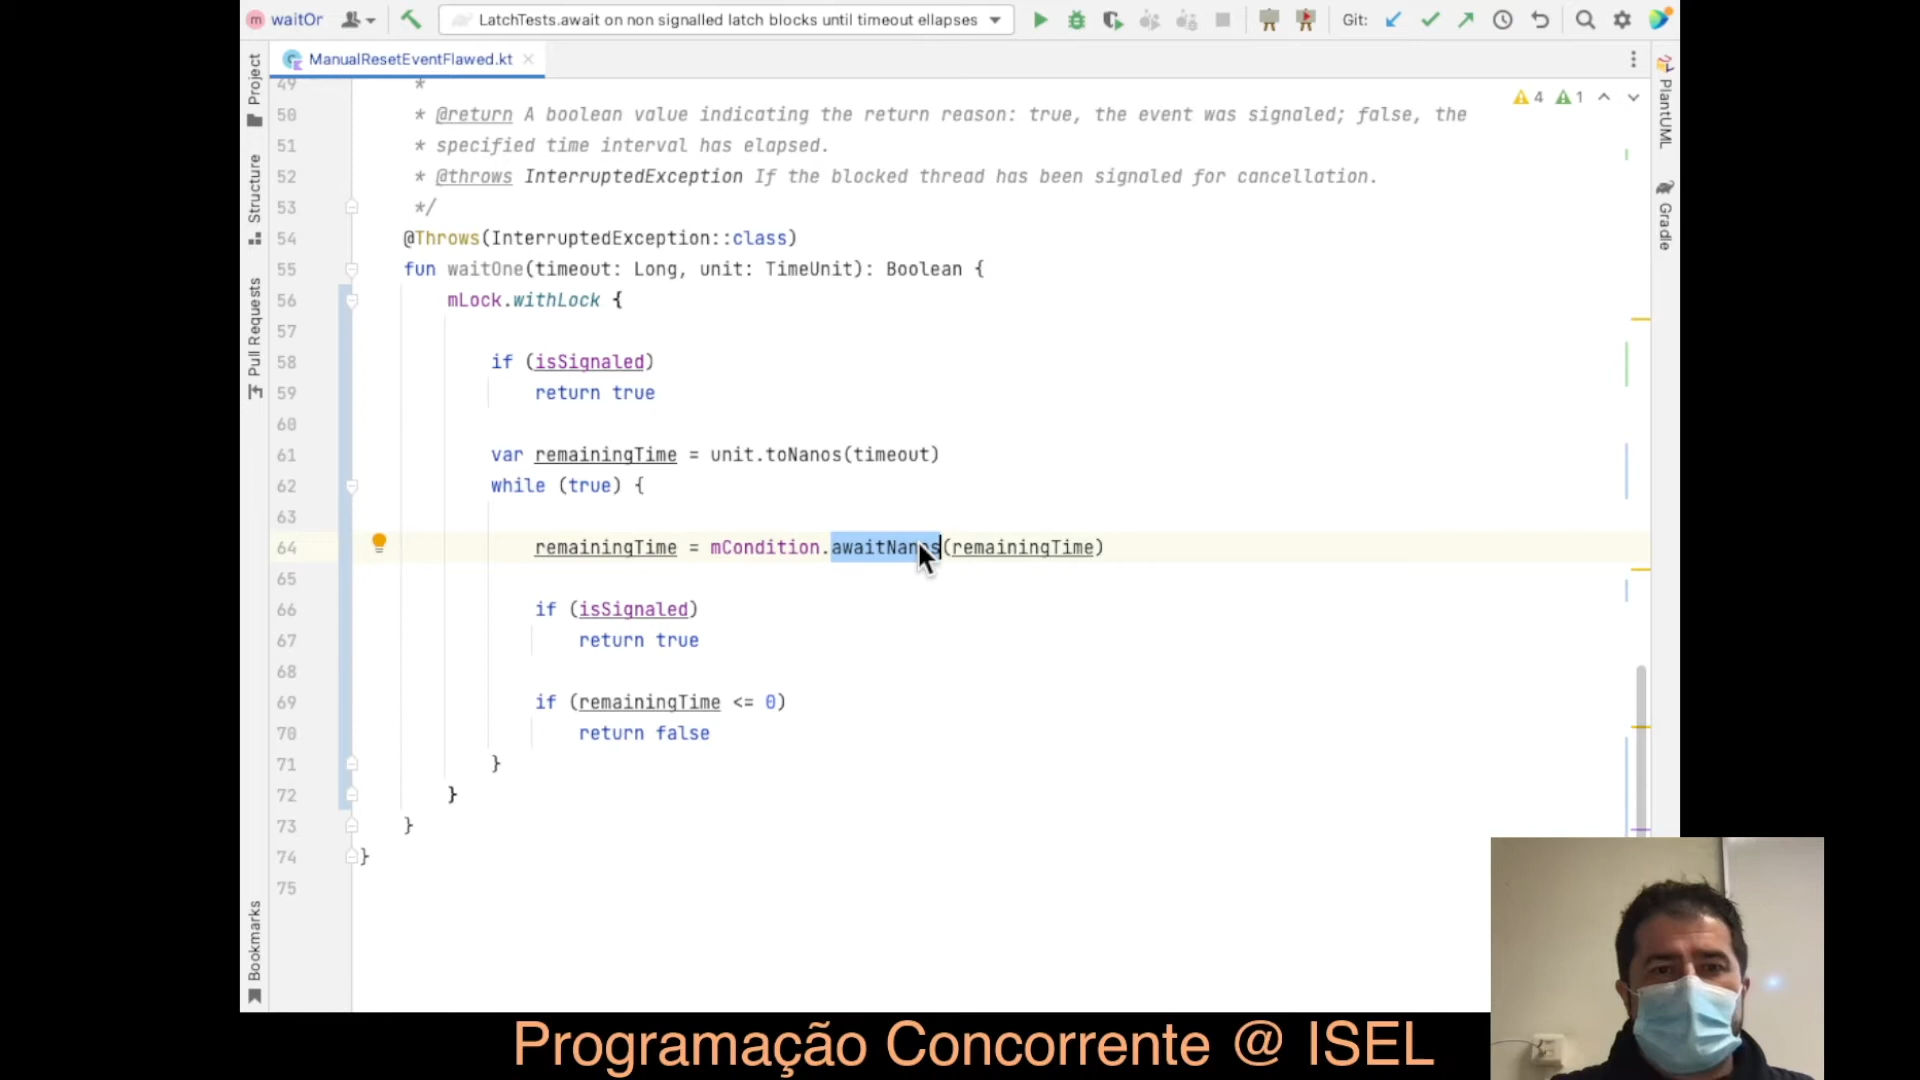 waitOr
LatchTests.await on non signalled latch blocks until timeout ellapses
Git:
ManualResetEventFlawed.kt
Project
Structure
Pull Requests
Bookmarks
PlantUML
Gradle
4 1
49 *
50 * @return A boolean value indicating the return reason: true, the event was signaled; false, the
51 * specified time interval has elapsed.
52 * @throws InterruptedException If the blocked thread has been signaled for cancellation.
53 */
54 @Throws(InterruptedException::class)
55 fun waitOne(timeout: Long, unit: TimeUnit): Boolean {
56 mLock.withLock {
57
58 if (isSignaled)
59 return true
60
61 var remainingTime = unit.toNanos(timeout)
62 while (true) {
63
64 remainingTime = mCondition.awaitNanos(remainingTime)
65
66 if (isSignaled)
67 return true
68
69 if (remainingTime <= 0)
70 return false
71 }
72 }
73 }
74 }
75
Programação Concorrente @ ISEL